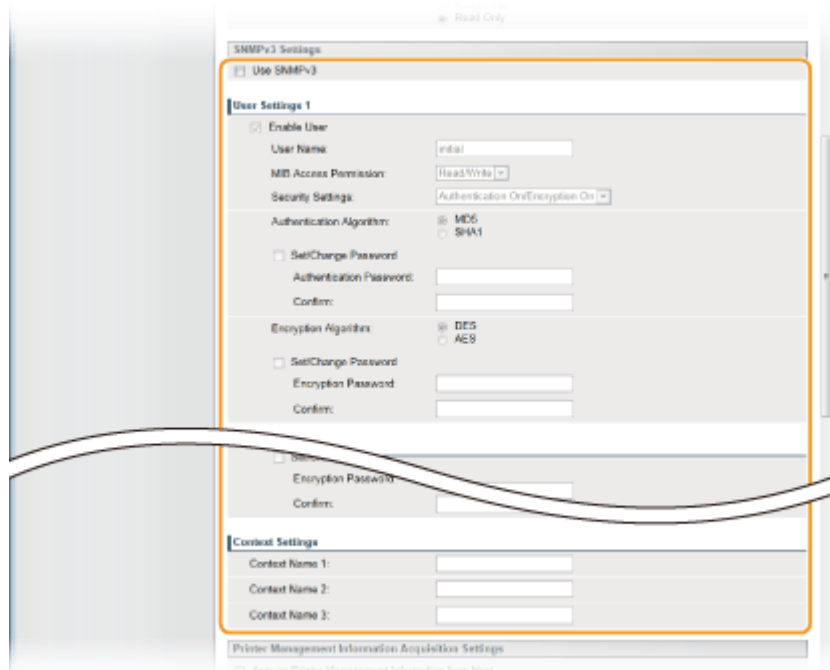 Read Only
SNMPv3 Settings
Use SNMPv3
User Settings 1
Enable User
User Name: initial
MIB Access Permission: Read/Write
Security Settings: Authentication On/Encryption On
Authentication Algorithm: MD5
SHA1
Set/Change Password
Authentication Password:
Confirm:
Encryption Algorithm: DES
AES
Set/Change Password
Encryption Password:
Confirm:
Encryption Password
Confirm:
Context Settings
Context Name 1:
Context Name 2:
Context Name 3:
Printer Management Information Acquisition Settings